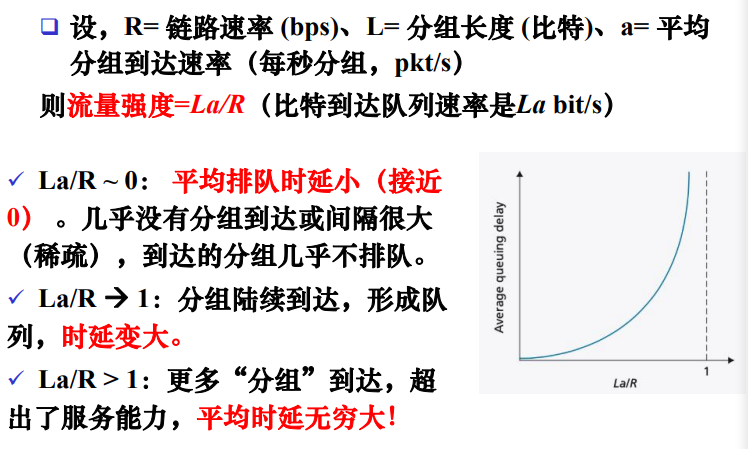 设，R= 链路速率 (bps)、L= 分组长度 (比特)、a= 平均
分组到达速率（每秒分组，pkt/s）
则流量强度=La/R（比特到达队列速率是La bit/s）
✓ La/R ~ 0： 平均排队时延小（接近
0）。几乎没有分组到达或间隔很大
（稀疏），到达的分组几乎不排队。
✓ La/R → 1：分组陆续到达，形成队
列，时延变大。
✓ La/R > 1：更多“分组”到达，超
出了服务能力，平均时延无穷大!
Average queuing delay
La/R
1